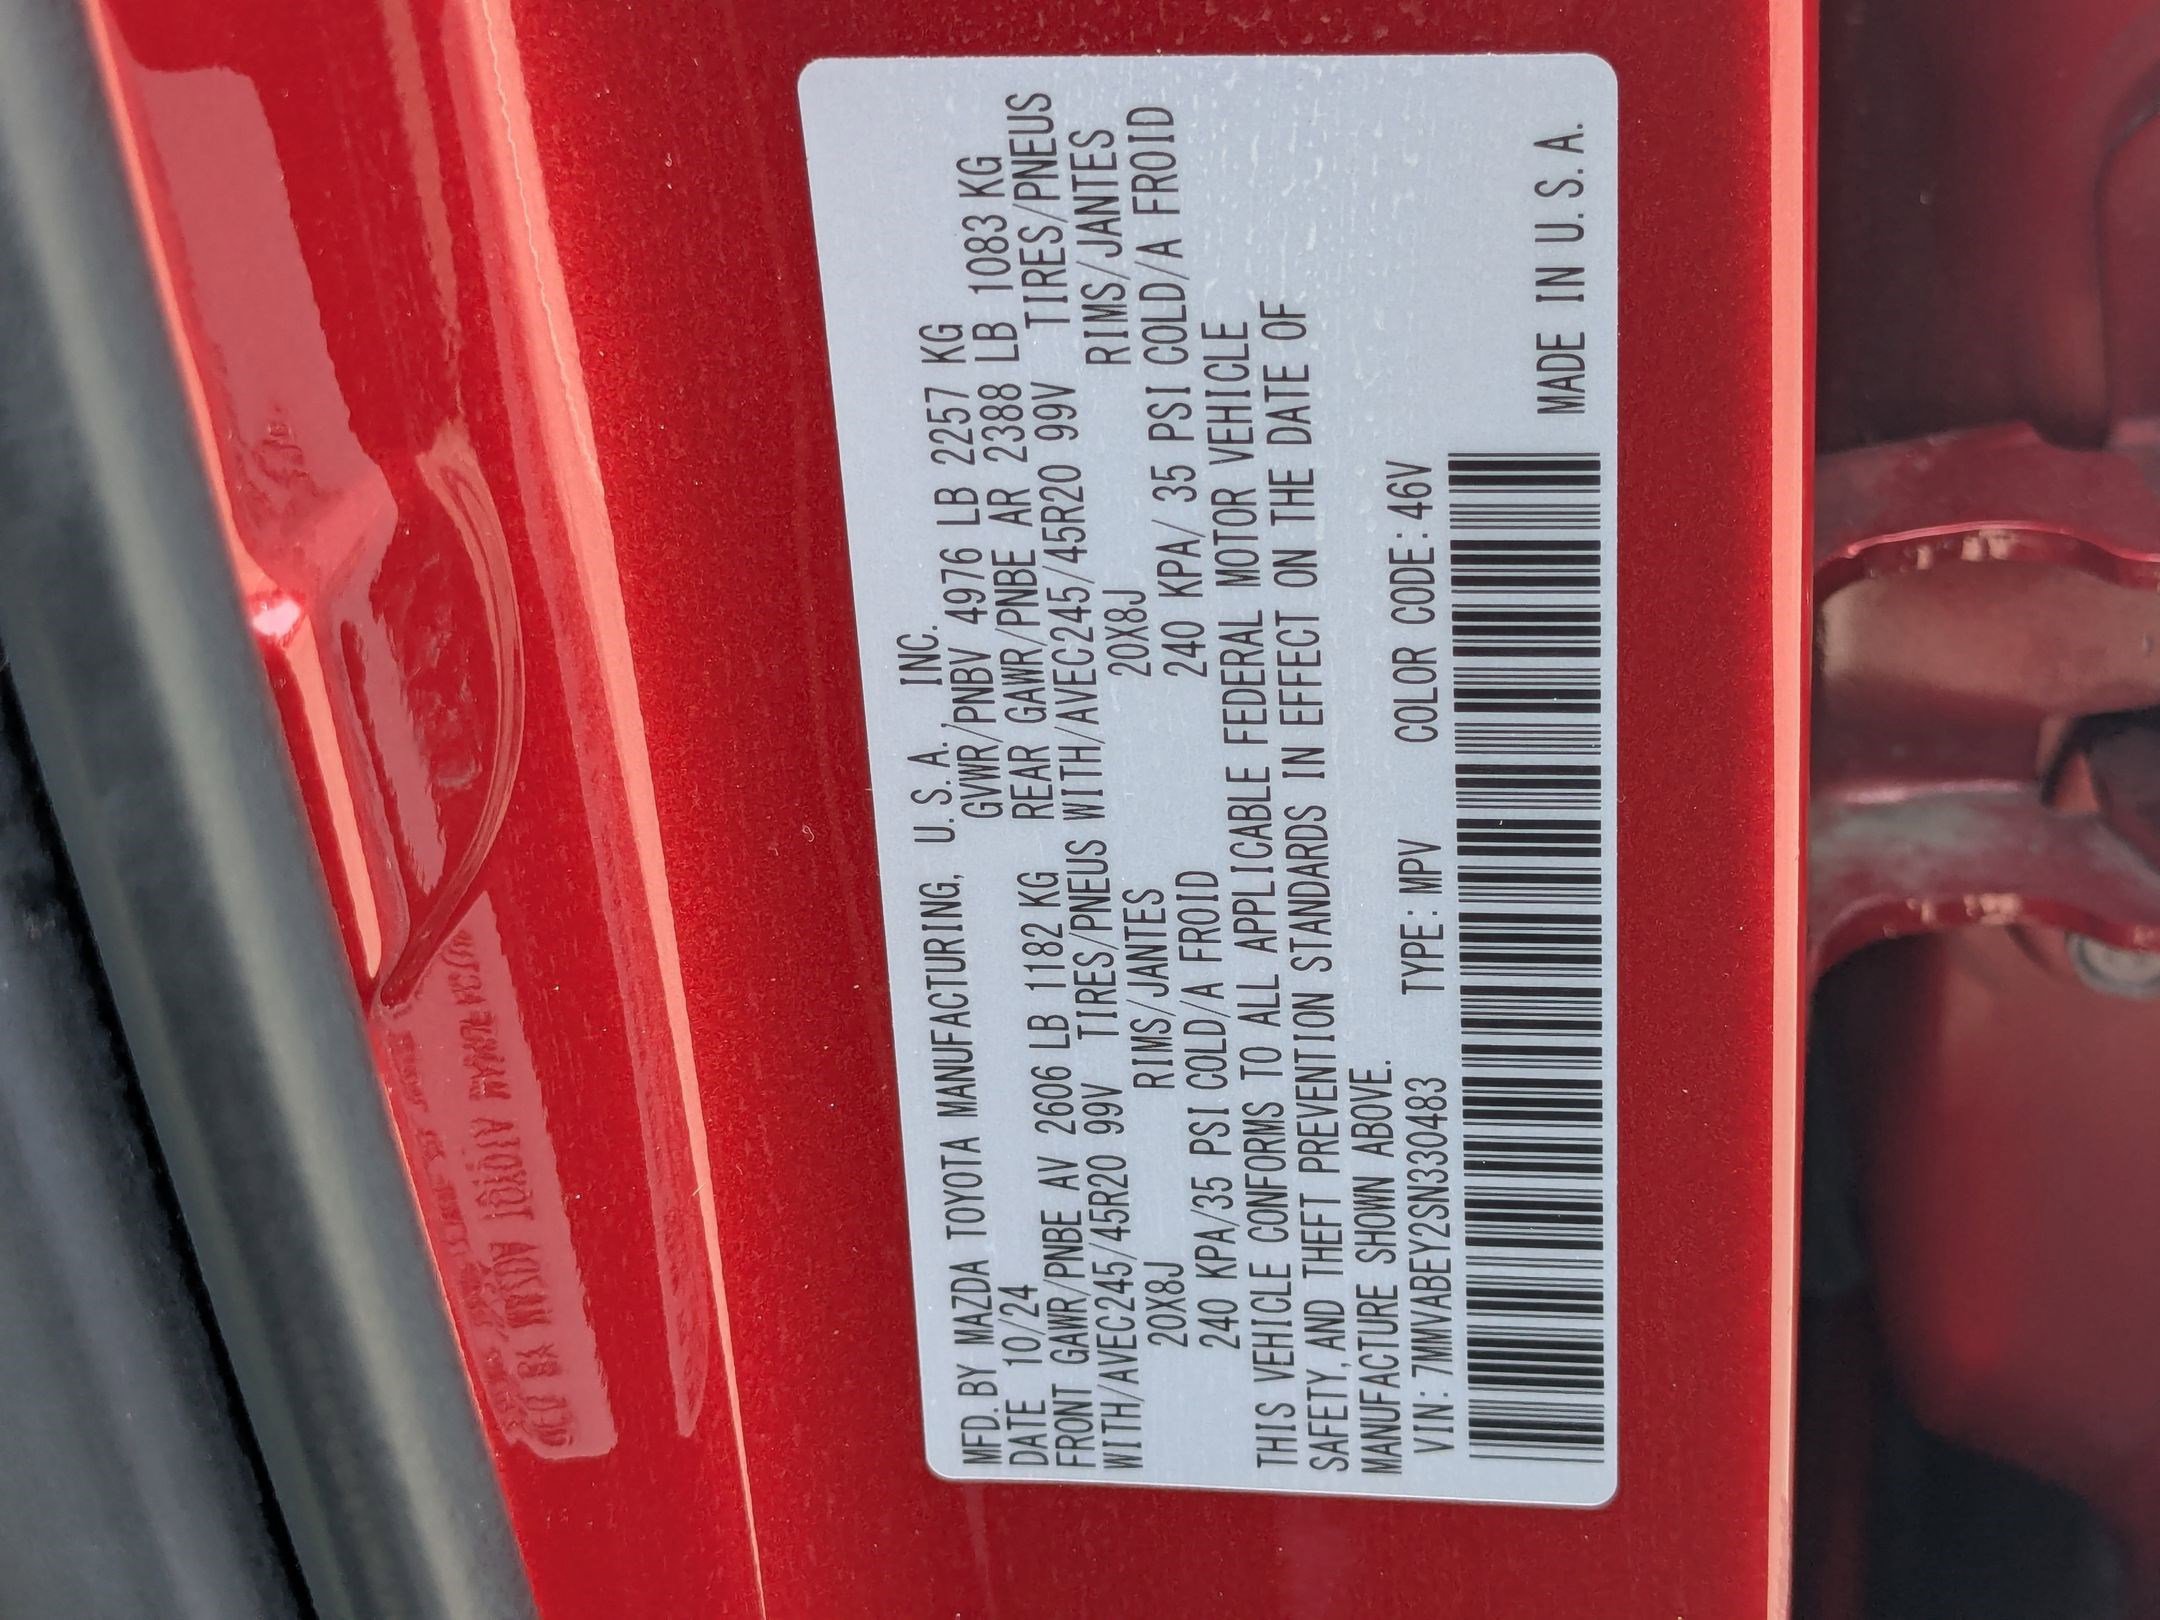 MFD. BY MAZDA TOYOTA MANUFACTURING, U.S.A., INC.
DATE 10/24 GVWR/PNBV 4976 LB 2257 KG
FRONT GAWR/PNBE AV 2606 LB 1182 KG REAR GAWR/PNBE AR 2388 LB 1083 KG
WITH/AVEC245/45R20 99V TIRES/PNEUS WITH/AVEC245/45R20 99V TIRES/PNEUS
20X8J RIMS/JANTES 20X8J RIMS/JANTES
240 KPA/35 PSI COLD/A FROID 240 KPA/ 35 PSI COLD/A FROID
THIS VEHICLE CONFORMS TO ALL APPLICABLE FEDERAL MOTOR VEHICLE
SAFETY, AND THEFT PREVENTION STANDARDS IN EFFECT ON THE DATE OF
MANUFACTURE SHOWN ABOVE.
VIN: 7MMVABEY2SN330483 TYPE: MPV COLOR CODE: 46V
MADE IN U.S.A.